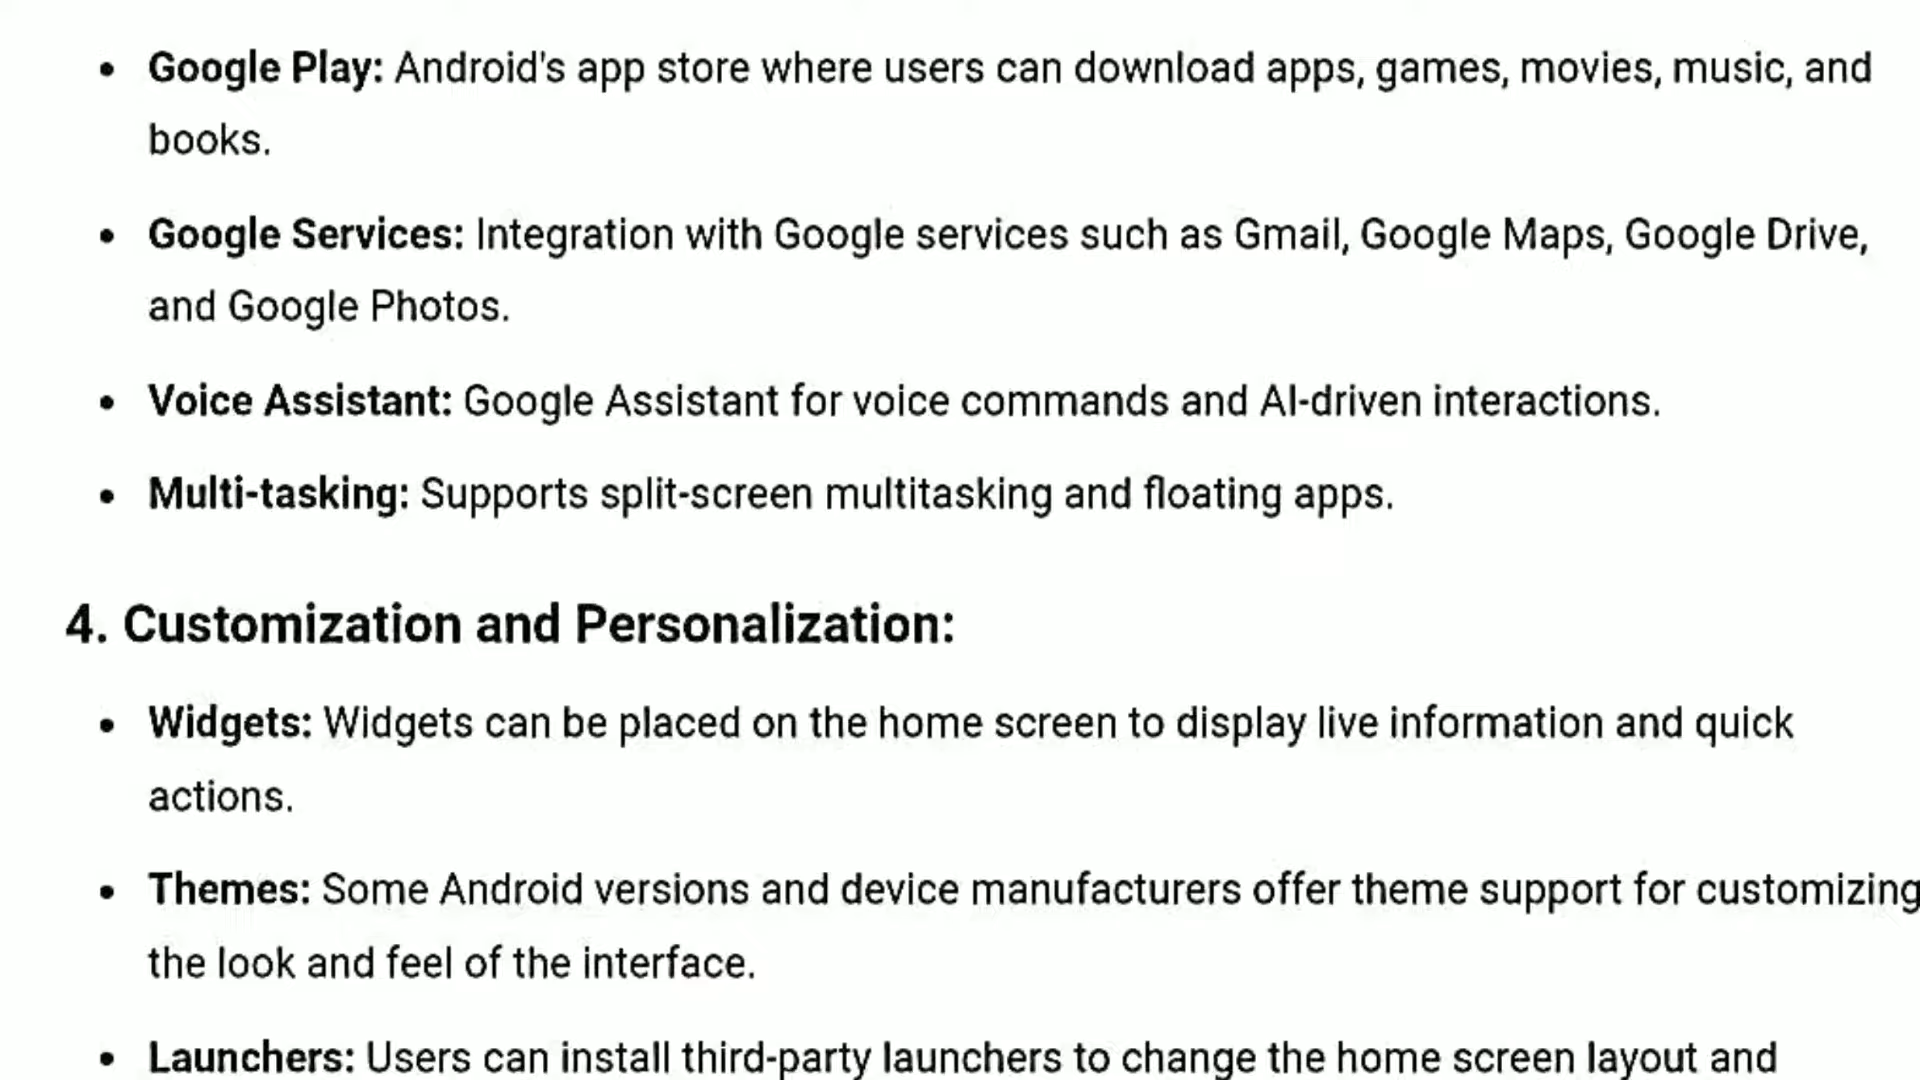 • Google Play: Android's app store where users can download apps, games, movies, music, and
books.
• Google Services: Integration with Google services such as Gmail, Google Maps, Google Drive,
and Google Photos.
• Voice Assistant: Google Assistant for voice commands and AI-driven interactions.
• Multi-tasking: Supports split-screen multitasking and floating apps.
4. Customization and Personalization:
• Widgets: Widgets can be placed on the home screen to display live information and quick
actions.
• Themes: Some Android versions and device manufacturers offer theme support for customizing
the look and feel of the interface.
• Launchers: Users can install third-party launchers to change the home screen layout and